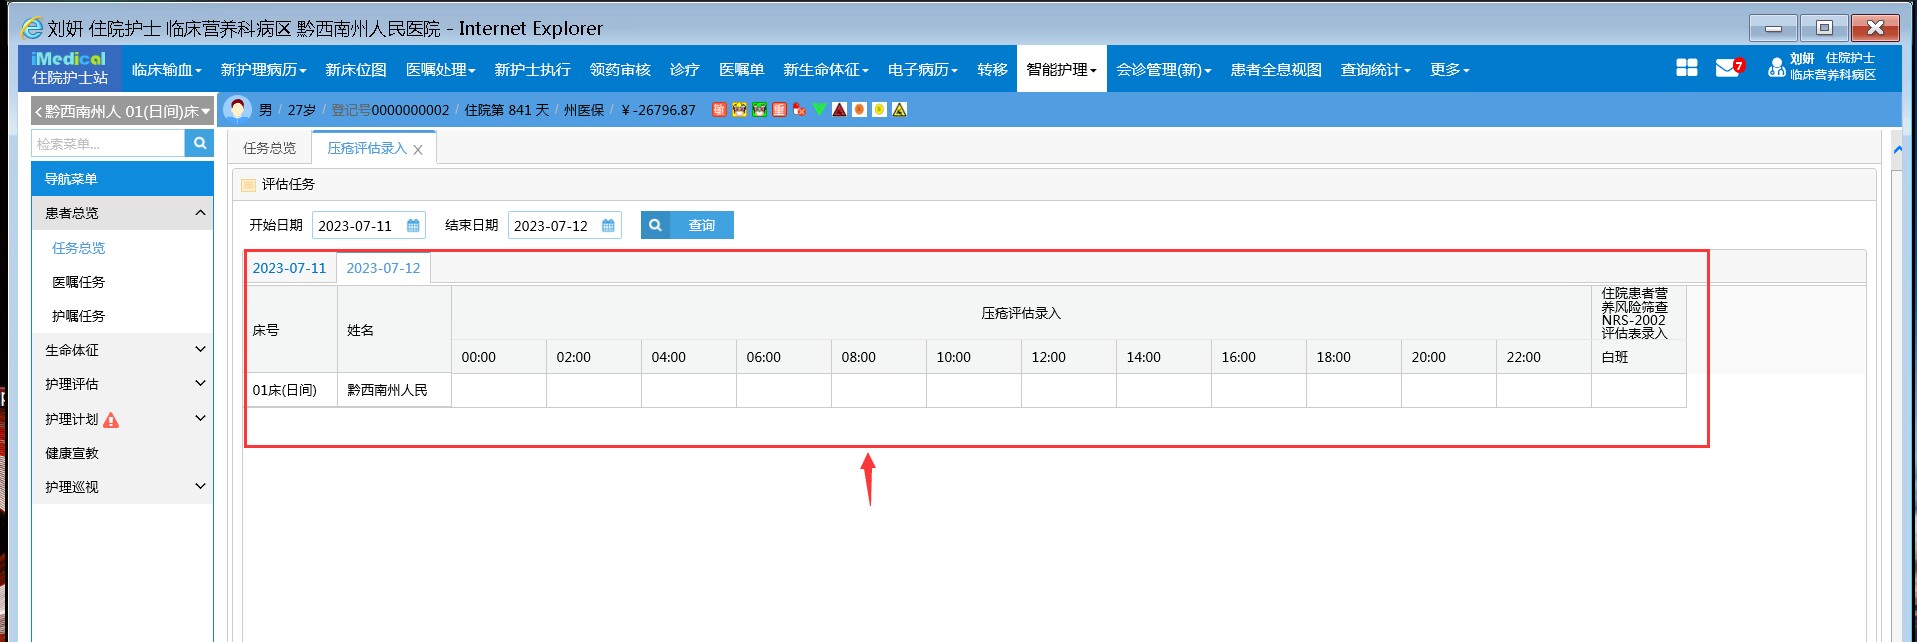 刘妍 住院护士 临床营养科病区 黔西南州人民医院 - Internet Explorer
iMedical
住院护士站
临床输血 新护理病历 新床位图 医嘱处理 新护士执行 领药审核 诊疗 医嘱单 新生命体征 电子病历 转移 智能护理 会诊管理(新) 患者全息视图 查询统计 更多
7
刘妍 住院护士
临床营养科病区
黔西南州人 01(日间)床
男 / 27岁 / 登记号0000000002 / 住院第 841 天 / 州医保 / ¥ -26796.87
检索菜单...
导航菜单
患者总览
任务总览
医嘱任务
护嘱任务
生命体征
护理评估
护理计划
健康宣教
护理巡视
任务总览 压疮评估录入
评估任务
开始日期 2023-07-11 结束日期 2023-07-12 查询
2023-07-11 2023-07-12
床号 姓名 压疮评估录入
住院患者营
养风险筛查
NRS-2002
评估表录入
00:00 02:00 04:00 06:00 08:00 10:00 12:00 14:00 16:00 18:00 20:00 22:00 白班
01床(日间) 黔西南州人民